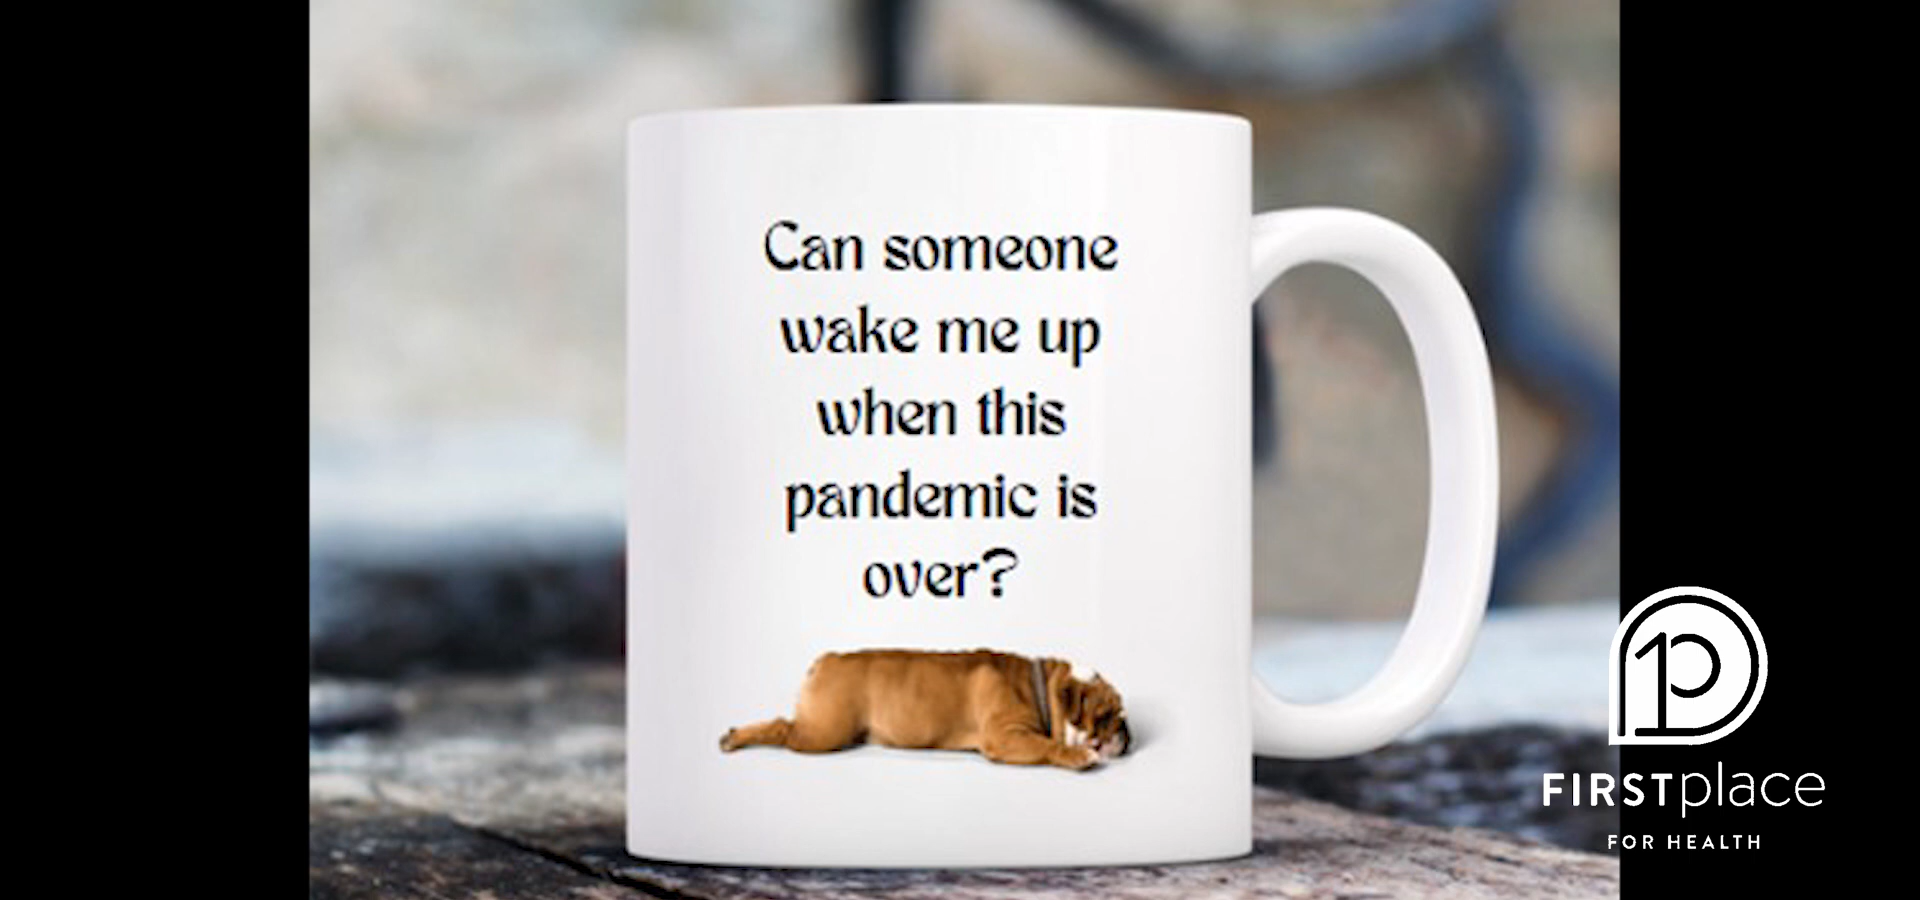 Can someone
wake me up
when this
pandemic is
over?
FIRSTplace
FOR HEALTH